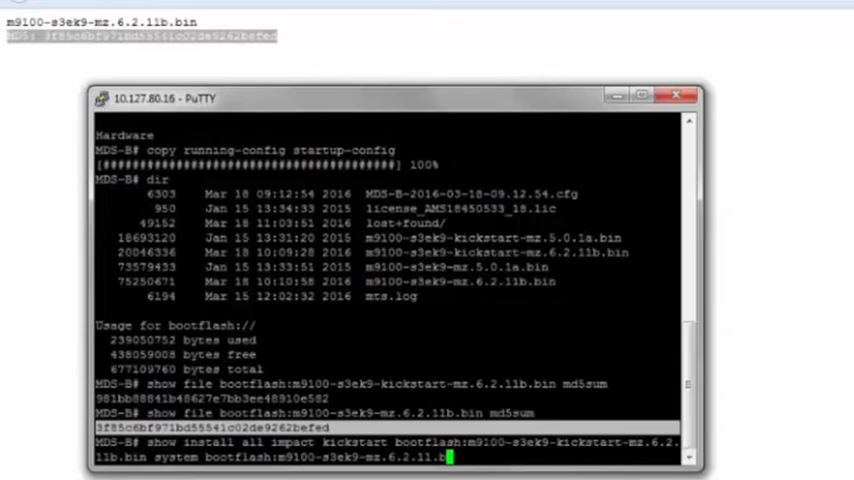 m9100-s3ek9-mz.6.2.11b.bin
MD5: 3f85c6bf971bd55541c02de9262befed
10.127.80.16 - PuTTY
Hardware
MDS-B# copy running-config startup-config
[########################################] 100%
MDS-B# dir
6303 Mar 18 09:12:54 2016 MDS-B-2016-03-18-09.12.54.cfg
950 Jan 15 13:34:33 2015 license_AMS18450533_18.lic
49152 Mar 18 11:03:51 2016 lost+found/
18693120 Jan 15 13:31:20 2015 m9100-s3ek9-kickstart-mz.5.0.1a.bin
20046336 Mar 18 10:09:28 2016 m9100-s3ek9-kickstart-mz.6.2.11b.bin
73579433 Jan 15 13:33:51 2015 m9100-s3ek9-mz.5.0.1a.bin
75250671 Mar 18 10:10:58 2016 m9100-s3ek9-mz.6.2.11b.bin
6194 Mar 15 12:02:32 2016 mts.log
Usage for bootflash://
239050752 bytes used
438059008 bytes free
677109760 bytes total
MDS-B# show file bootflash:m9100-s3ek9-kickstart-mz.6.2.11b.bin md5sum
981bb88841b48627e7bb3ee48910e582
MDS-B# show file bootflash:m9100-s3ek9-mz.6.2.11b.bin md5sum
3f85c6bf971bd55541c02de9262befed
MDS-B# show install all impact kickstart bootflash:m9100-s3ek9-kickstart-mz.6.2.
11b.bin system bootflash:m9100-s3ek9-mz.6.2.11.b